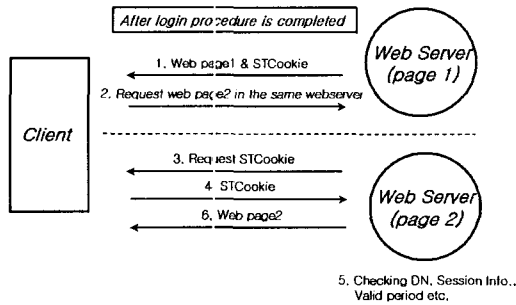 After login procedure is completed
1. Web page1 & STCookie
2. Request web page2 in the same webserver
Web Server
(page 1)
Client
3. Request STCookie
4. STCookie
6. Web page2
Web Server
(page 2)
5. Checking DN, Session Info.,
Valid period etc.